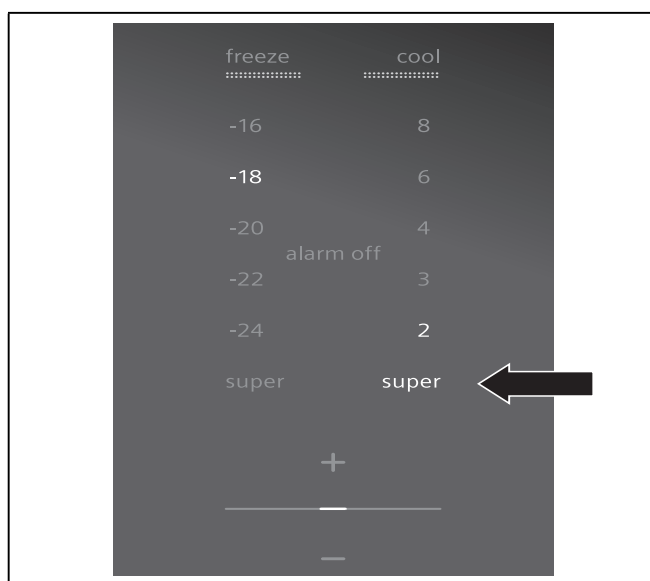 freeze cool
-16 8
-18 6
-20 4
alarm off
-22 3
-24 2
super super
+
−